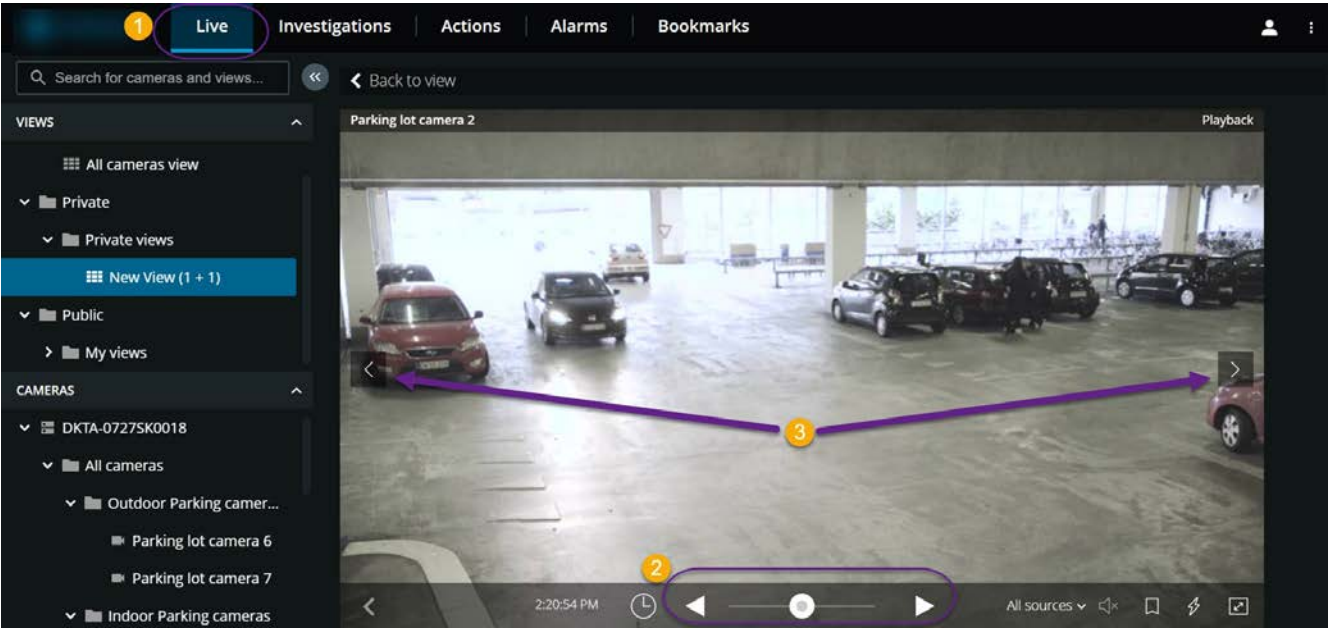 1
Live
Investigations
Actions
Alarms
Bookmarks
Search for cameras and views...
Back to view
VIEWS
All cameras view
Private
Private views
New View (1 + 1)
Public
My views
CAMERAS
DKTA-0727SK0018
All cameras
Outdoor Parking camer...
Parking lot camera 6
Parking lot camera 7
Indoor Parking cameras
Parking lot camera 2
Playback
3
2
2:20:54 PM
All sources